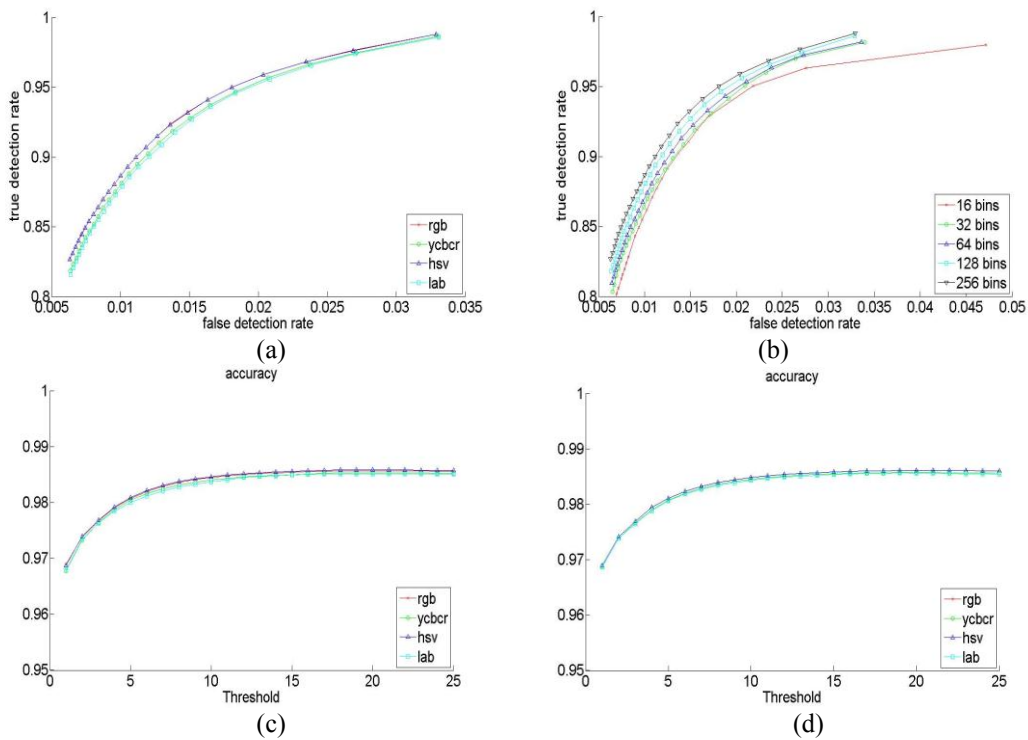 1
0.95
0.9
0.85
0.8
0.005 0.01 0.015 0.02 0.025 0.03 0.035
true detection rate
false detection rate
rgb
ycbcr
hsv
lab
(a)
1
0.95
0.9
0.85
0.8
0.005 0.01 0.015 0.02 0.025 0.03 0.035 0.04 0.045 0.05
true detection rate
false detection rate
16 bins
32 bins
64 bins
128 bins
256 bins
(b)
accuracy
1
0.99
0.98
0.97
0.96
0.95
0 5 10 15 20 25
Threshold
rgb
ycbcr
hsv
lab
(c)
accuracy
1
0.99
0.98
0.97
0.96
0.95
0 5 10 15 20 25
Threshold
rgb
ycbcr
hsv
lab
(d)